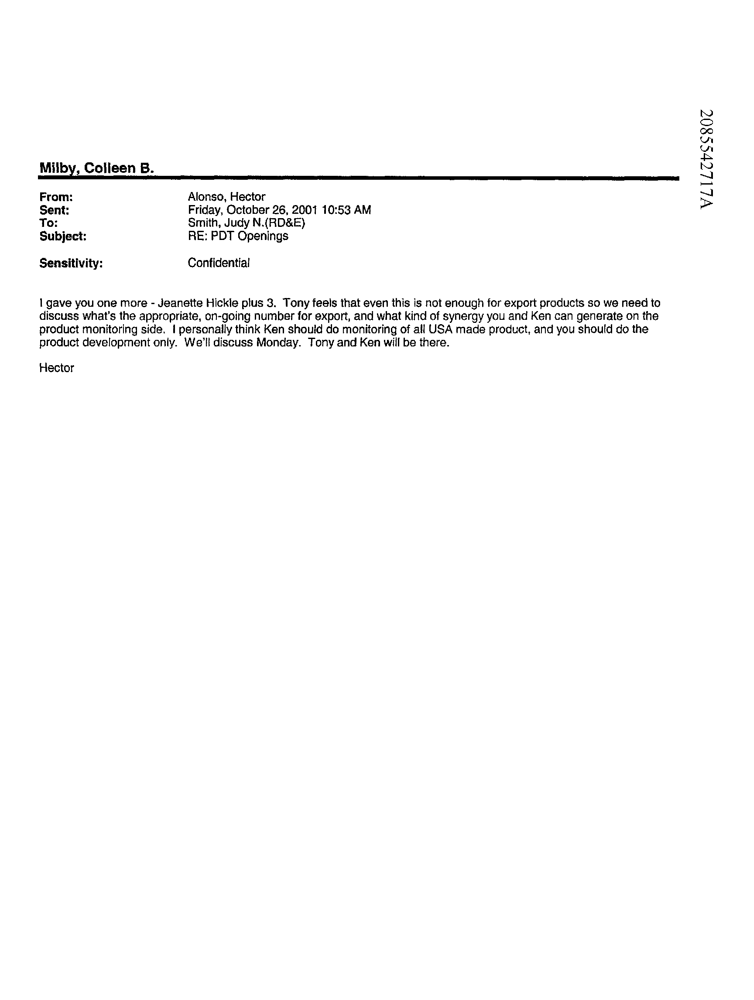 Milby, Colleen B.
From: Alonso, Hector
Sent: Friday, October 26, 2001 10:53 AM
To: Smith, Judy N.(RD&E)
Subject: RE: PDT Openings
Sensitivity: Confidential
I gave you one more - Jeanette Hickle plus 3.  Tony feels that even this is not enough for export products so we need to
discuss what's the appropriate, on-going number for export, and what kind of synergy you and Ken can generate on the
product monitoring side.  I personally think Ken should do monitoring of all USA made product, and you should do the
product development only.  We'll discuss Monday.  Tony and Ken will be there.
Hector
2085542717A